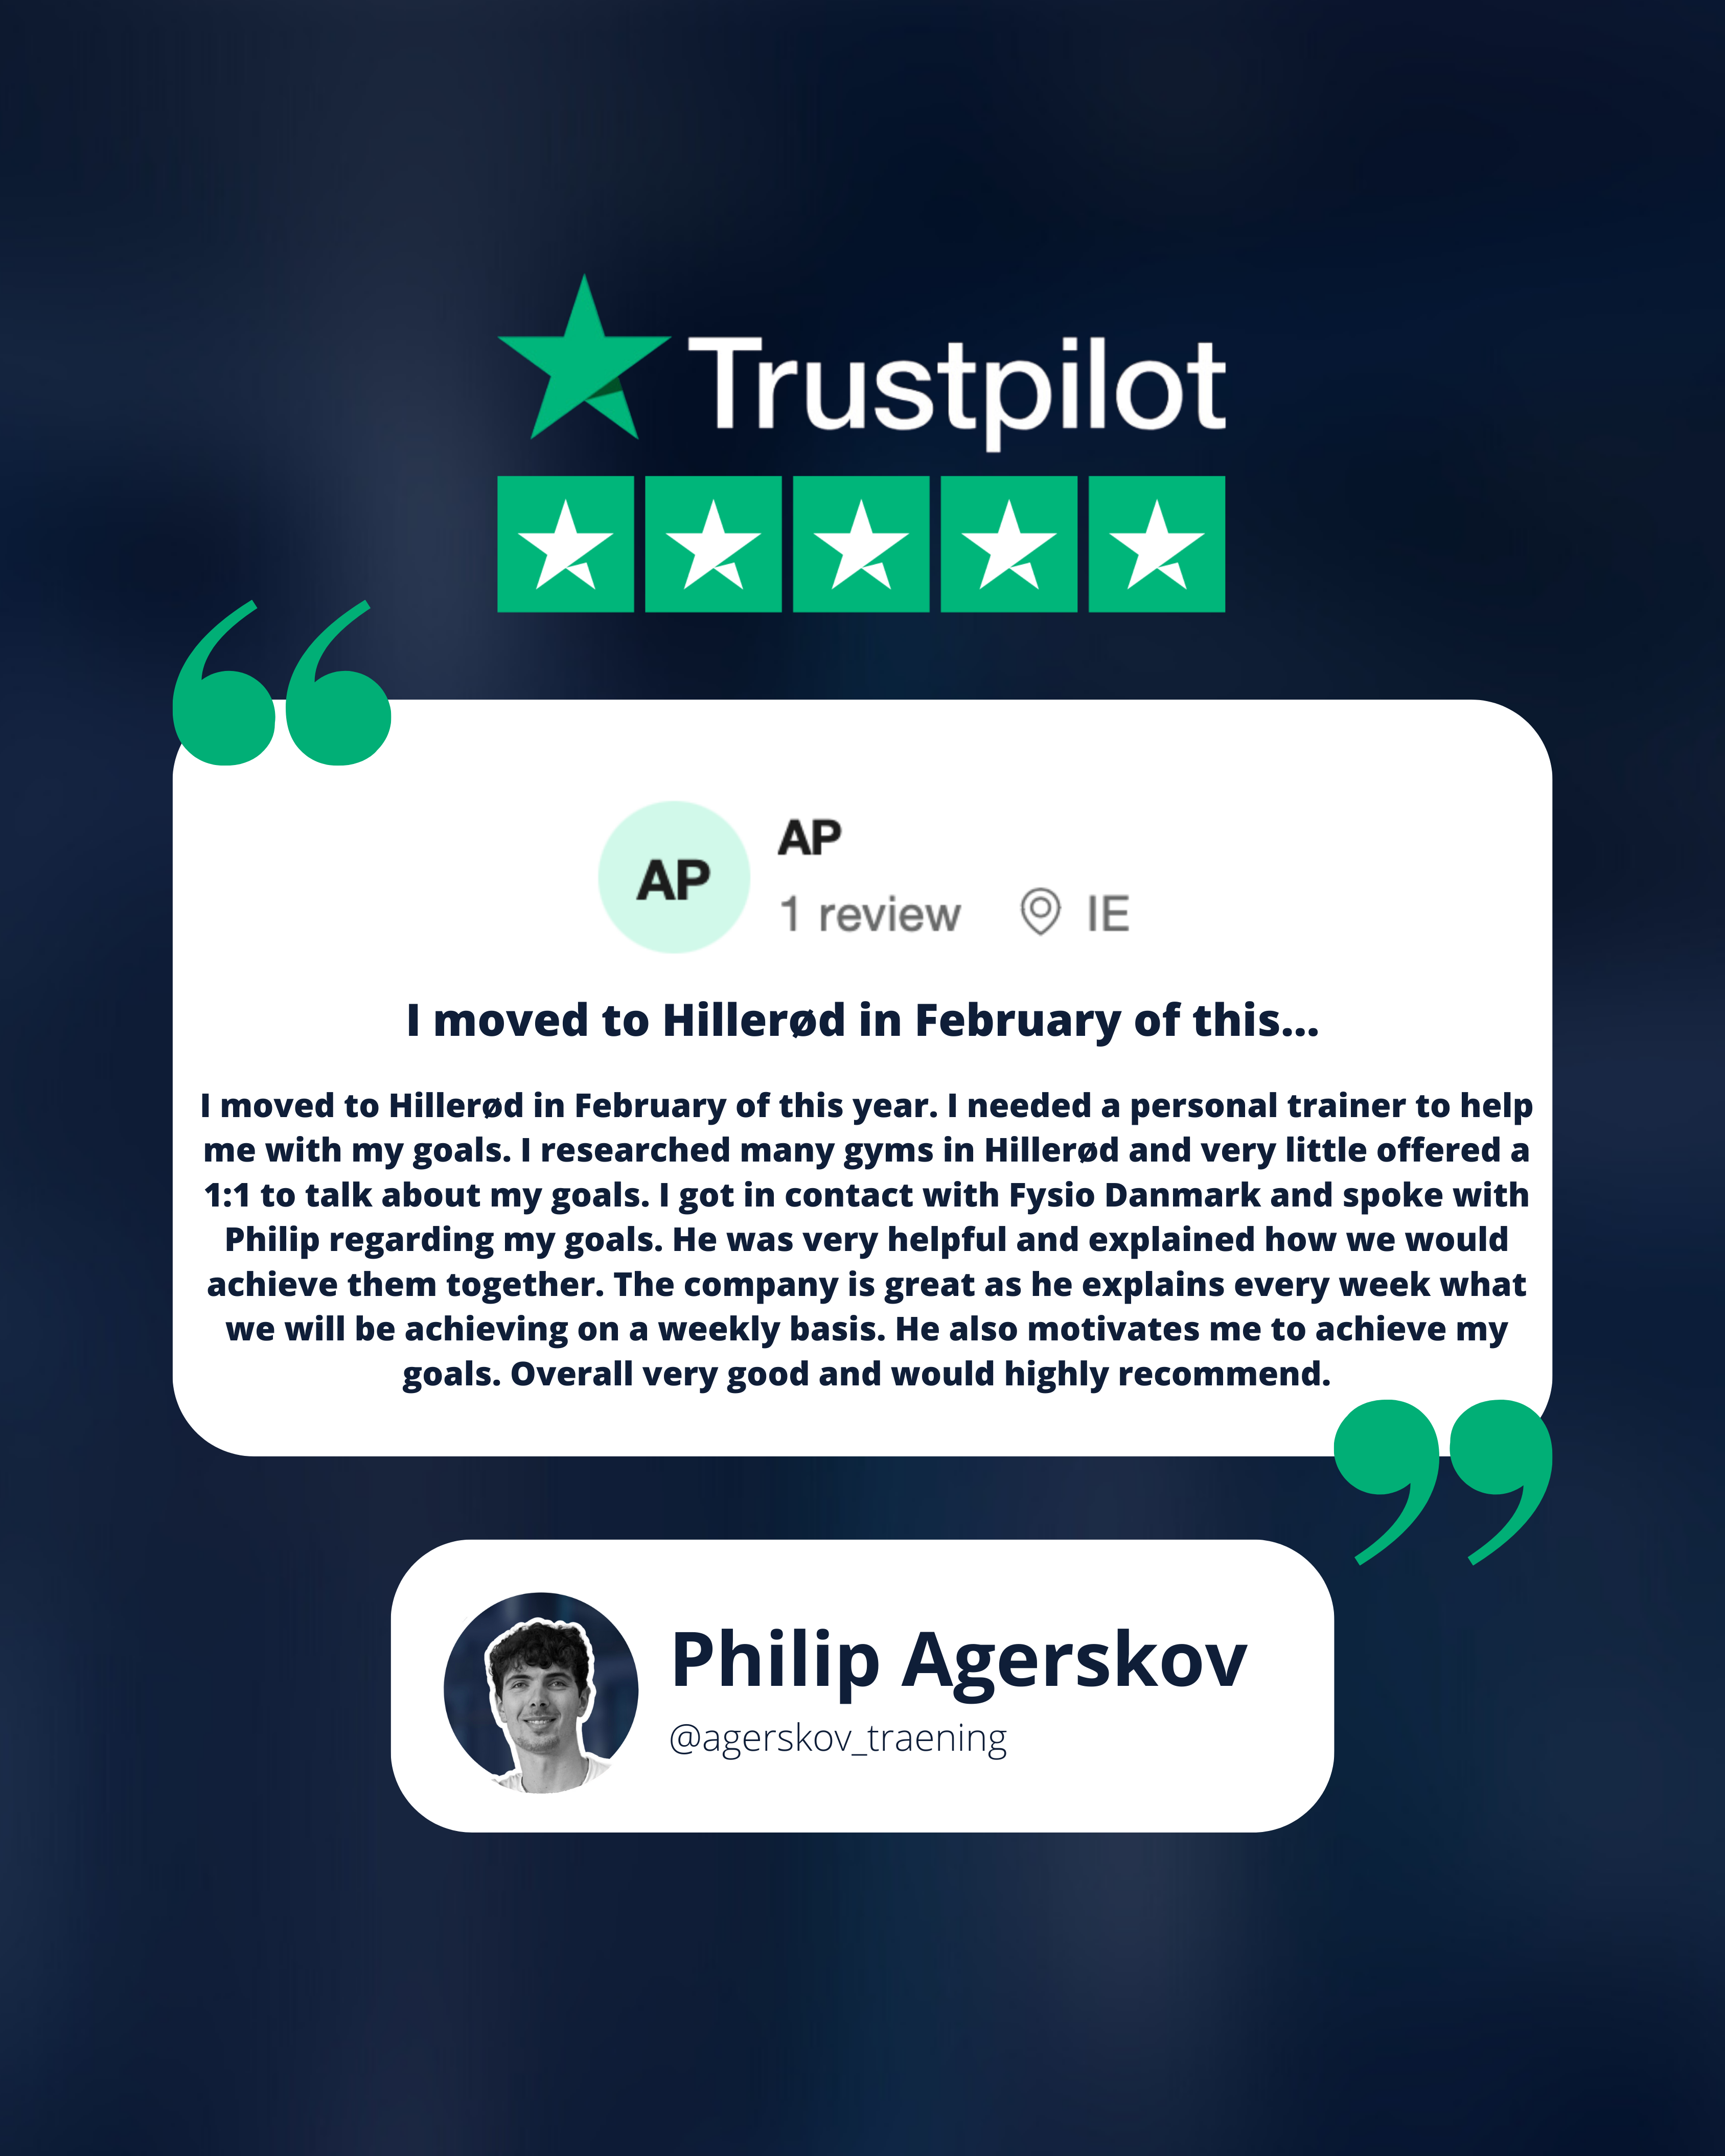 Trustpilot
AP
AP
1 review IE
I moved to Hillerød in February of this...
I moved to Hillerød in February of this year. I needed a personal trainer to help
me with my goals. I researched many gyms in Hillerød and very little offered a
1:1 to talk about my goals. I got in contact with Fysio Danmark and spoke with
Philip regarding my goals. He was very helpful and explained how we would
achieve them together. The company is great as he explains every week what
we will be achieving on a weekly basis. He also motivates me to achieve my
goals. Overall very good and would highly recommend.
Philip Agerskov
@agerskov_traening